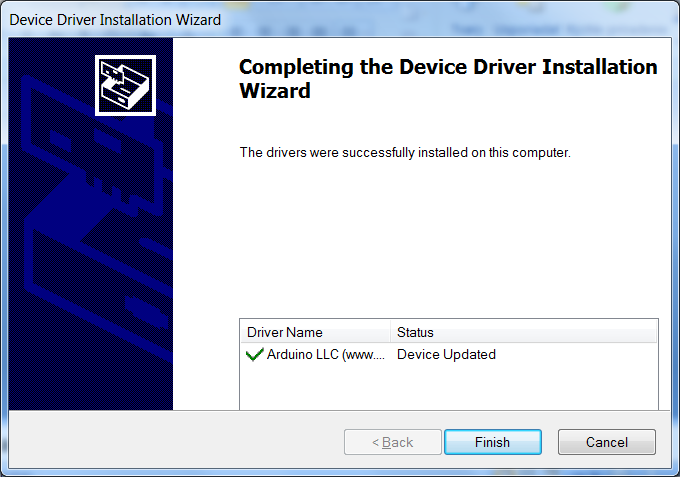 Device Driver Installation Wizard
Completing the Device Driver Installation
Wizard
The drivers were successfully installed on this computer.
Driver Name Status
Arduino LLC (www.... Device Updated
< Back Finish Cancel